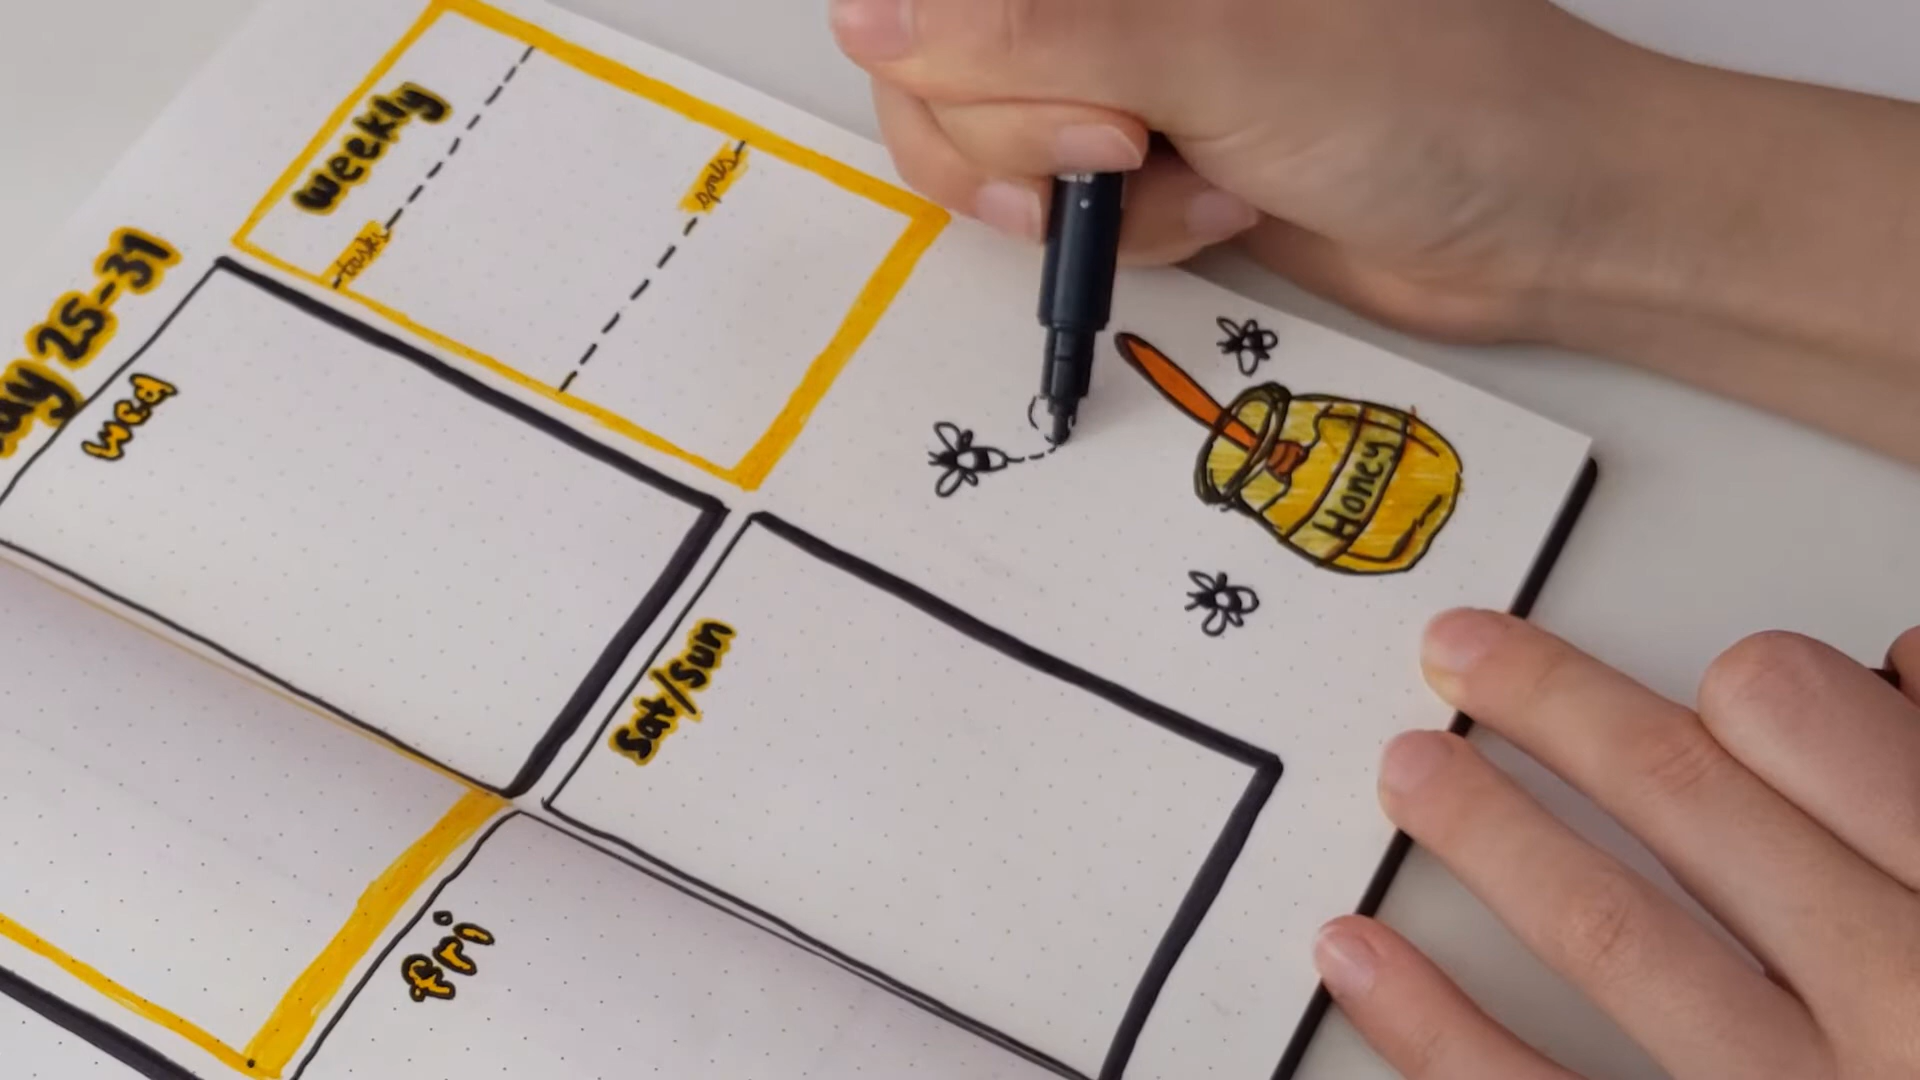 weekly
tasks
goals
ay 25-31
wed
Sat/sun
fri
Honey